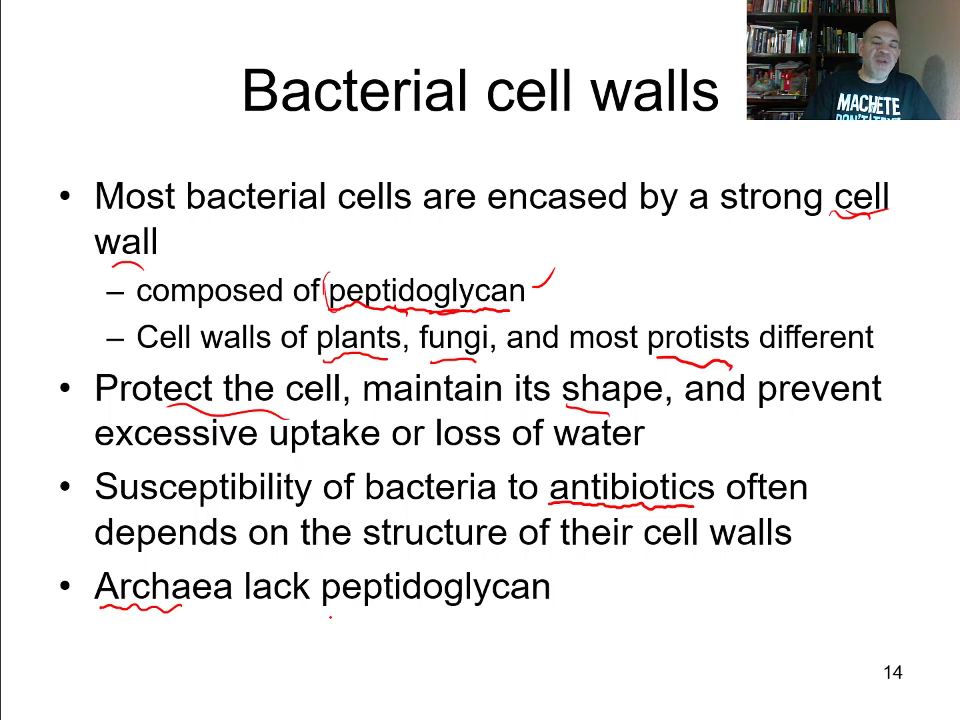 Bacterial cell walls
MACHETE
• Most bacterial cells are encased by a strong cell
wall
– composed of peptidoglycan
– Cell walls of plants, fungi, and most protists different
• Protect the cell, maintain its shape, and prevent
excessive uptake or loss of water
• Susceptibility of bacteria to antibiotics often
depends on the structure of their cell walls
• Archaea lack peptidoglycan
14